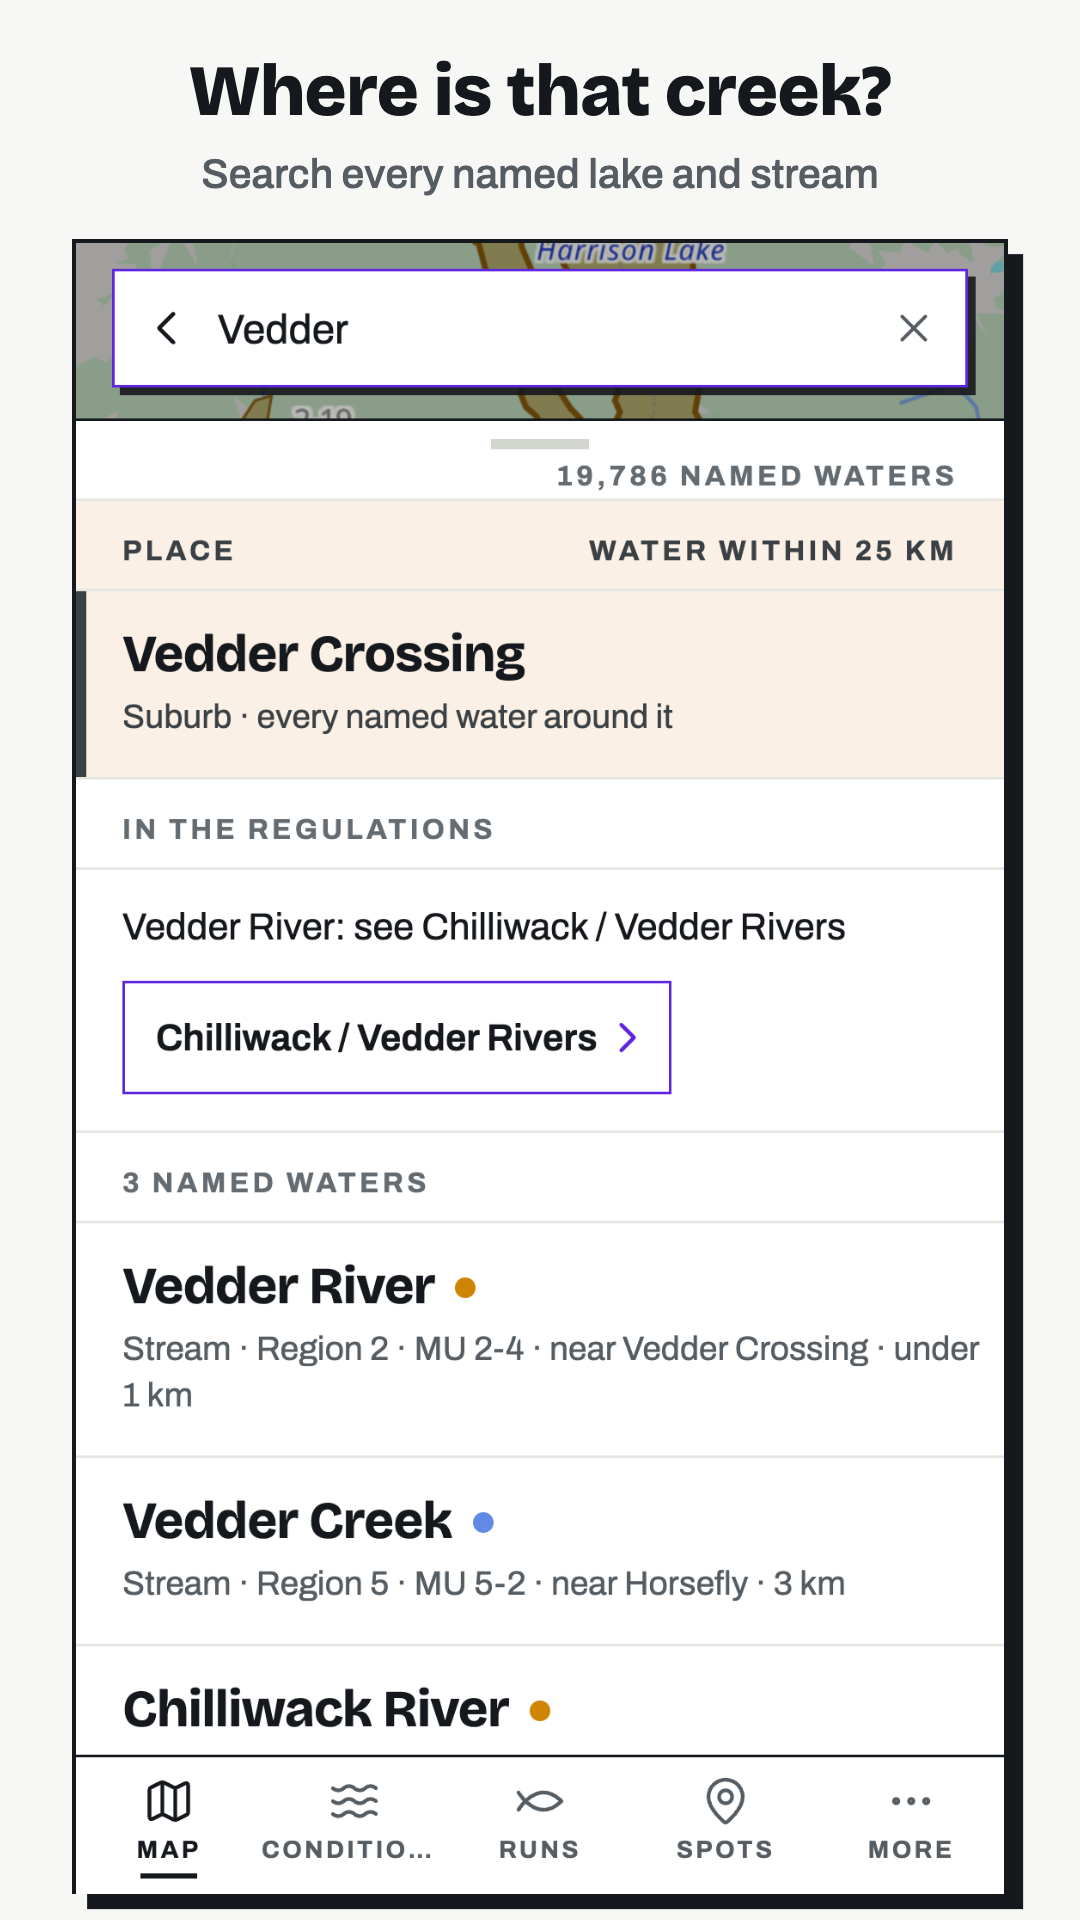 Where is that creek?
Search every named lake and stream
Harrison Lake
Vedder
2-19
19,786 NAMED WATERS
PLACE
WATER WITHIN 25 KM
Vedder Crossing
Suburb · every named water around it
IN THE REGULATIONS
Vedder River: see Chilliwack / Vedder Rivers
Chilliwack / Vedder Rivers
3 NAMED WATERS
Vedder River
Stream · Region 2 · MU 2-4 · near Vedder Crossing · under
1 km
Vedder Creek
Stream · Region 5 · MU 5-2 · near Horsefly · 3 km
Chilliwack River
MAP
CONDITIO...
RUNS
SPOTS
MORE